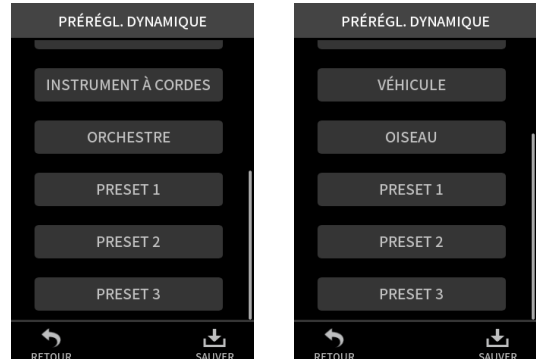 PRÉRÉGL. DYNAMIQUE
INSTRUMENT À CORDES
ORCHESTRE
PRESET 1
PRESET 2
PRESET 3
RETOUR
SAUVER
PRÉRÉGL. DYNAMIQUE
VÉHICULE
OISEAU
PRESET 1
PRESET 2
PRESET 3
RETOUR
SAUVER